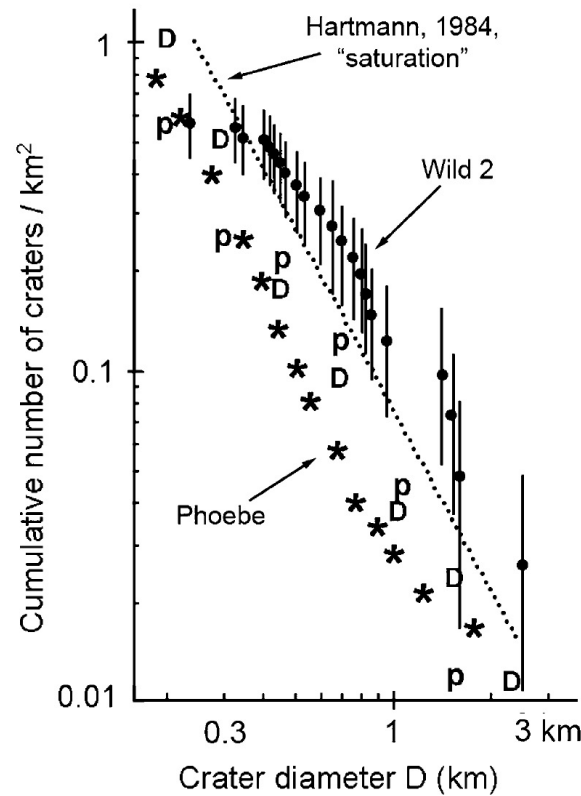 Hartmann, 1984,
“saturation”
1
D
p
D
Wild 2
p
p
D
p
D
0.1
p
D
Phoebe
D
p
D
0.01
0.3
1
3 km
Cumulative number of craters / km²
Crater diameter D (km)